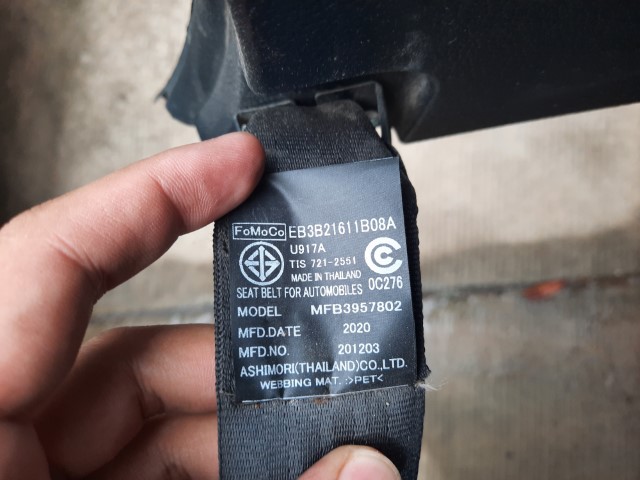 FoMoCo EB3B21611B08A
U917A
TIS 721-2551
MADE IN THAILAND 0C276
SEAT BELT FOR AUTOMOBILES
MODEL MFB3957802
MFD.DATE 2020
MFD.NO. 201203
ASHIMORI(THAILAND)CO.,LTD.
WEBBING MAT. :>PET<